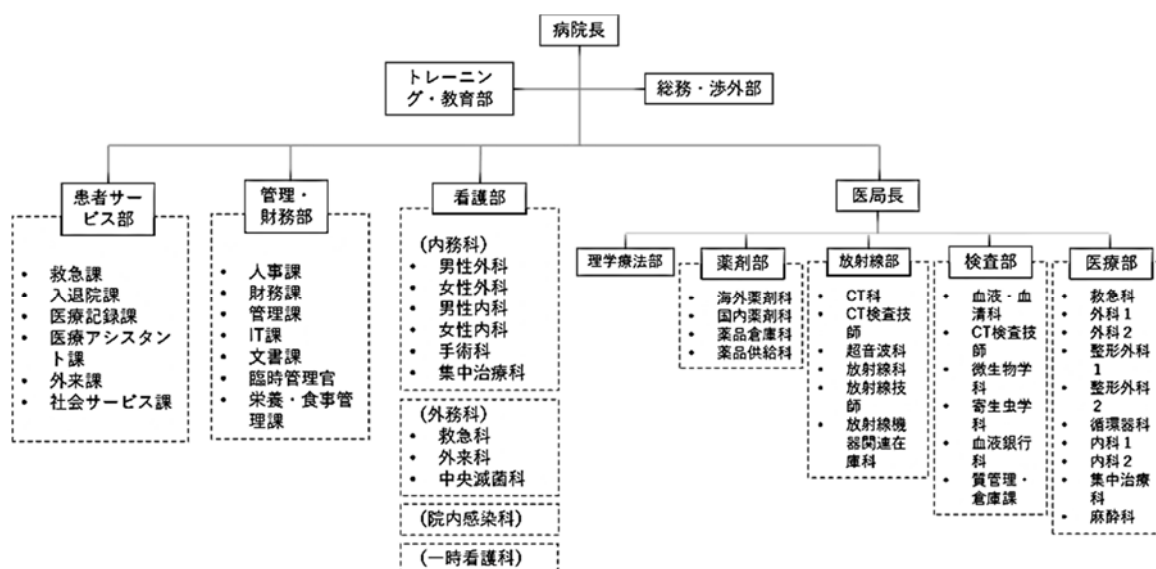 病院長
トレーニン
グ・教育部
総務・渉外部
患者サー
ビス部
救急課
入退院課
医療記録課
医療アシスタン
ト課
外来課
社会サービス課
管理・
財務部
人事課
財務課
管理課
IT課
文書課
臨時管理官
栄養・食事管
理課
看護部
(内務科)
男性外科
女性外科
男性内科
女性内科
手術科
集中治療科
(外務科)
救急科
外来科
中央滅菌科
(院内感染科)
(一時看護科)
医局長
理学療法部
薬剤部
海外薬剤科
国内薬剤科
薬品倉庫科
薬品供給科
放射線部
CT科
CT検査技
師
超音波科
放射線科
放射線技
師
放射線機
器関連在
庫科
検査部
血液・血
清科
CT検査技
師
微生物学
科
寄生虫学
科
血液銀行
科
質管理・
倉庫課
医療部
救急科
外科1
外科2
整形外科
1
整形外科
2
循環器科
内科1
内科2
集中治療
科
麻酔科